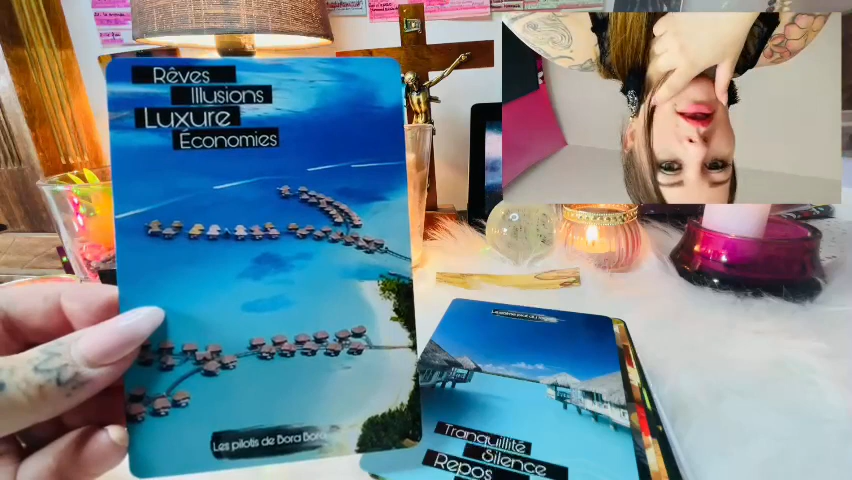 Rêves
Illusions
Luxure
Économies
Les pilotis de Bora Bora
Tranquillité
Silence
Repos